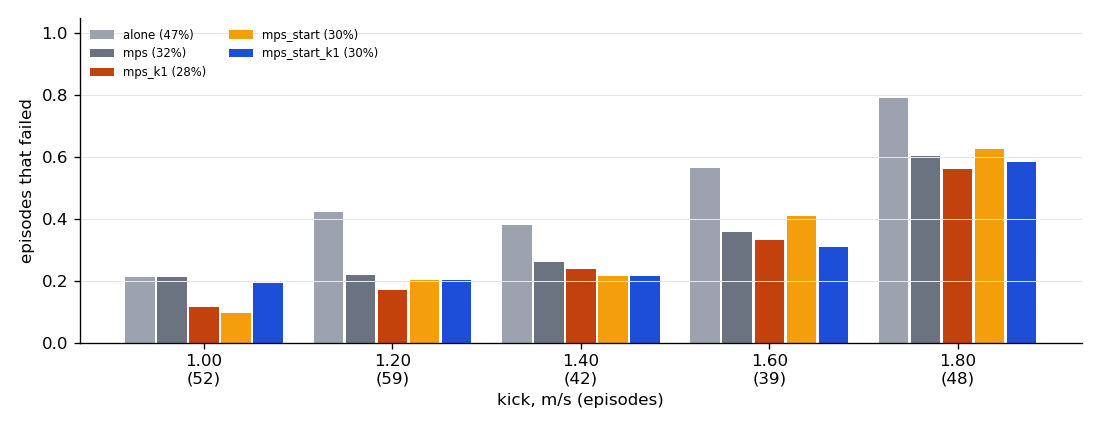 alone (47%)
mps (32%)
mps_k1 (28%)
mps_start (30%)
mps_start_k1 (30%)
episodes that failed
1.0
0.8
0.6
0.4
0.2
0.0
1.00 1.20 1.40 1.60 1.80
(52) (59) (42) (39) (48)
kick, m/s (episodes)